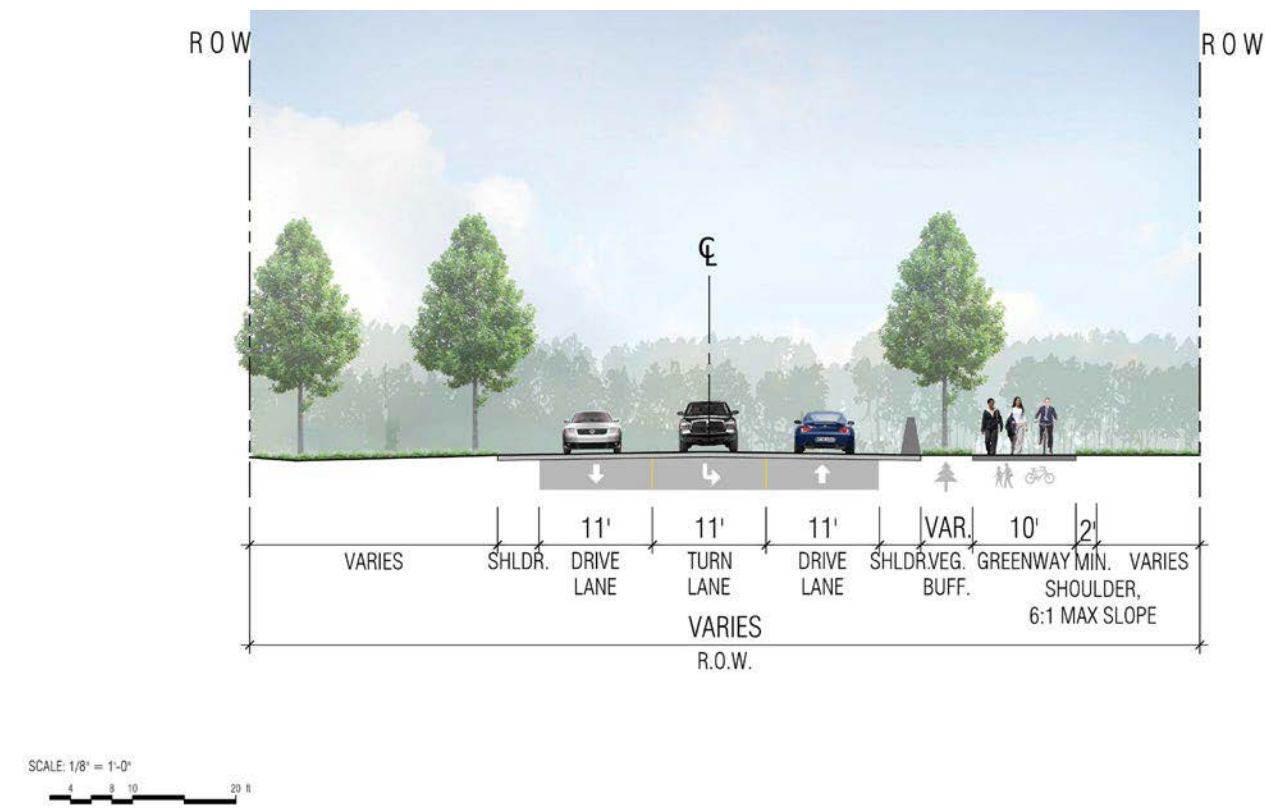 ROW
ROW
℄
11'
11'
11'
VAR.
10'
2'
VARIES
SHLDR.
DRIVE
LANE
TURN
LANE
DRIVE
LANE
SHLDR.
VEG.
BUFF.
GREENWAY
MIN.
SHOULDER,
6:1 MAX SLOPE
VARIES
VARIES
R.O.W.
SCALE: 1/8" = 1'-0"
4 8 10 20 ft